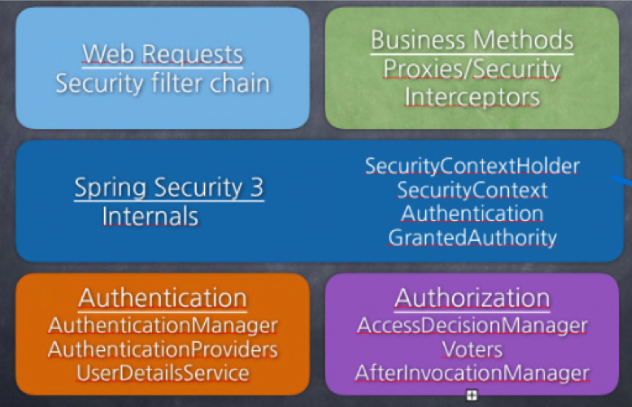 Web Requests
Security filter chain
Business Methods
Proxies/Security
Interceptors
Spring Security 3
Internals
SecurityContextHolder
SecurityContext
Authentication
GrantedAuthority
Authentication
AuthenticationManager
AuthenticationProviders
UserDetailsService
Authorization
AccessDecisionManager
Voters
AfterInvocationManager